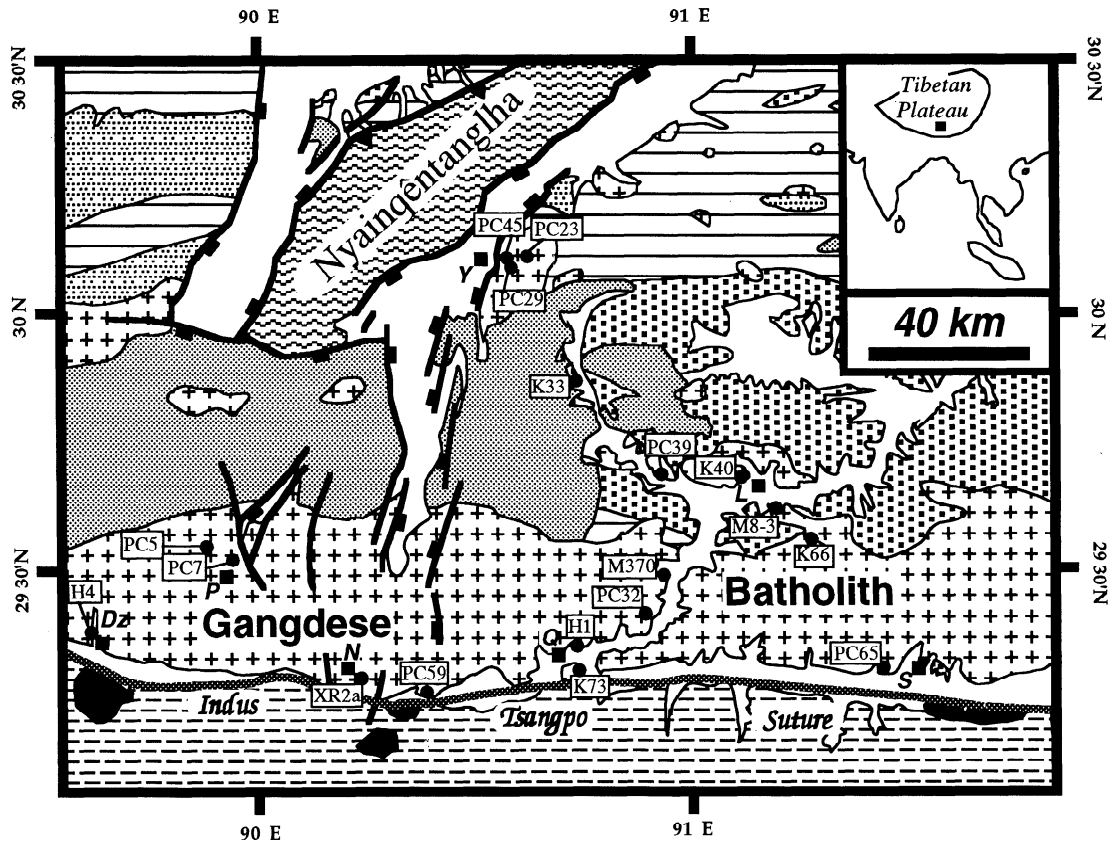 90 E
91 E
30 30'N
30 30'N
Tibetan
Plateau
Nyainqêntanglha
PC45
PC23
Y
PC29
30 N
30 N
40 km
K33
PC39
K40
M8-3
K66
PC5
PC7
P
M370
29 30'N
29 30'N
H4
Dz
PC32
Batholith
Gangdese
H1
Q
N
PC59
PC65
S
XR2a
K73
Indus
Tsangpo
Suture
90 E
91 E